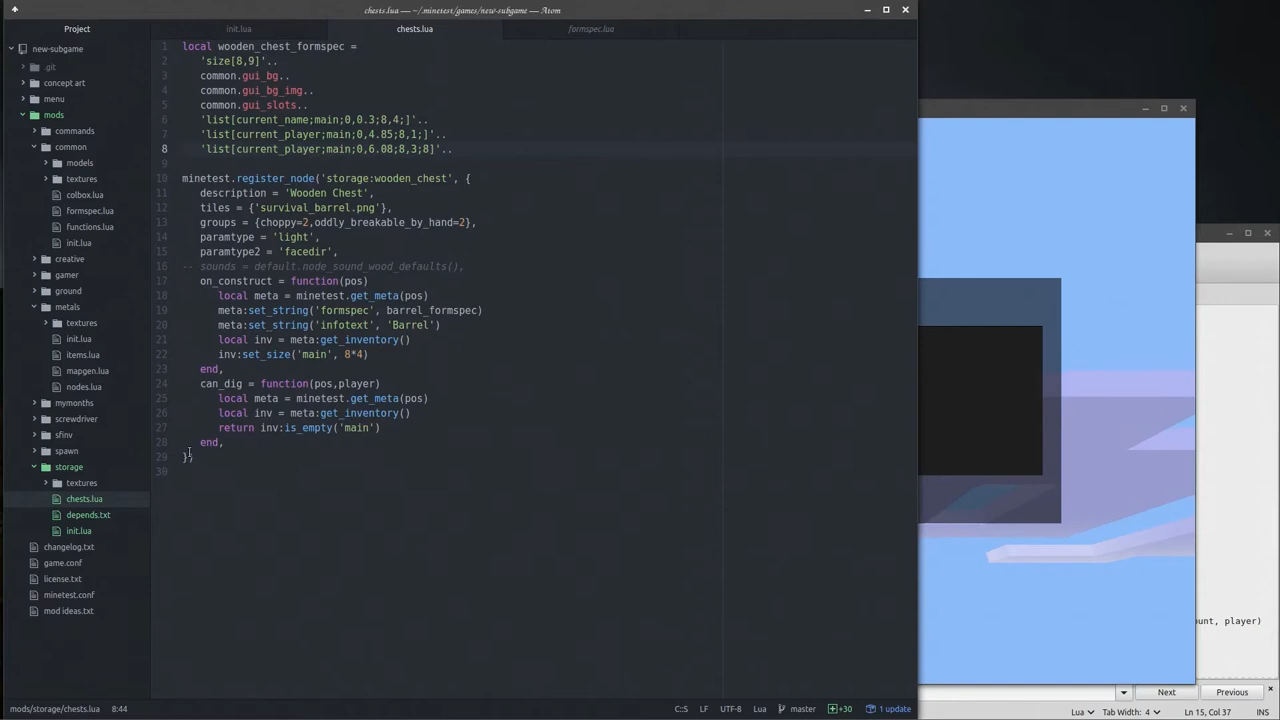 chests.lua — ~/.minetest/games/new-subgame — Atom
Project
init.lua
chests.lua
formspec.lua
new-subgame
.git
concept art
menu
mods
commands
common
models
textures
colbox.lua
formspec.lua
functions.lua
init.lua
creative
gamer
ground
metals
textures
init.lua
items.lua
mapgen.lua
nodes.lua
mymonths
screwdriver
sfinv
spawn
storage
textures
chests.lua
depends.txt
init.lua
changelog.txt
game.conf
license.txt
minetest.conf
mod ideas.txt
1 local wooden_chest_formspec =
2 'size[8,9]'..
3 common.gui_bg..
4 common.gui_bg_img..
5 common.gui_slots..
6 'list[current_name;main;0,0.3;8,4;]'..
7 'list[current_player;main;0,4.85;8,1;]'..
8 'list[current_player;main;0,6.08;8,3;8]'..
9
10 minetest.register_node('storage:wooden_chest', {
11 description = 'Wooden Chest',
12 tiles = {'survival_barrel.png'},
13 groups = {choppy=2,oddly_breakable_by_hand=2},
14 paramtype = 'light',
15 paramtype2 = 'facedir',
16 -- sounds = default.node_sound_wood_defaults(),
17 on_construct = function(pos)
18 local meta = minetest.get_meta(pos)
19 meta:set_string('formspec', barrel_formspec)
20 meta:set_string('infotext', 'Barrel')
21 local inv = meta:get_inventory()
22 inv:set_size('main', 8*4)
23 end,
24 can_dig = function(pos,player)
25 local meta = minetest.get_meta(pos)
26 local inv = meta:get_inventory()
27 return inv:is_empty('main')
28 end,
29 },
30
mods/storage/chests.lua 8:44
C::S LF UTF-8 Lua master +30 1 update
ount, player)
Next Previous
Lua Tab Width: 4 Ln 15, Col 37 INS